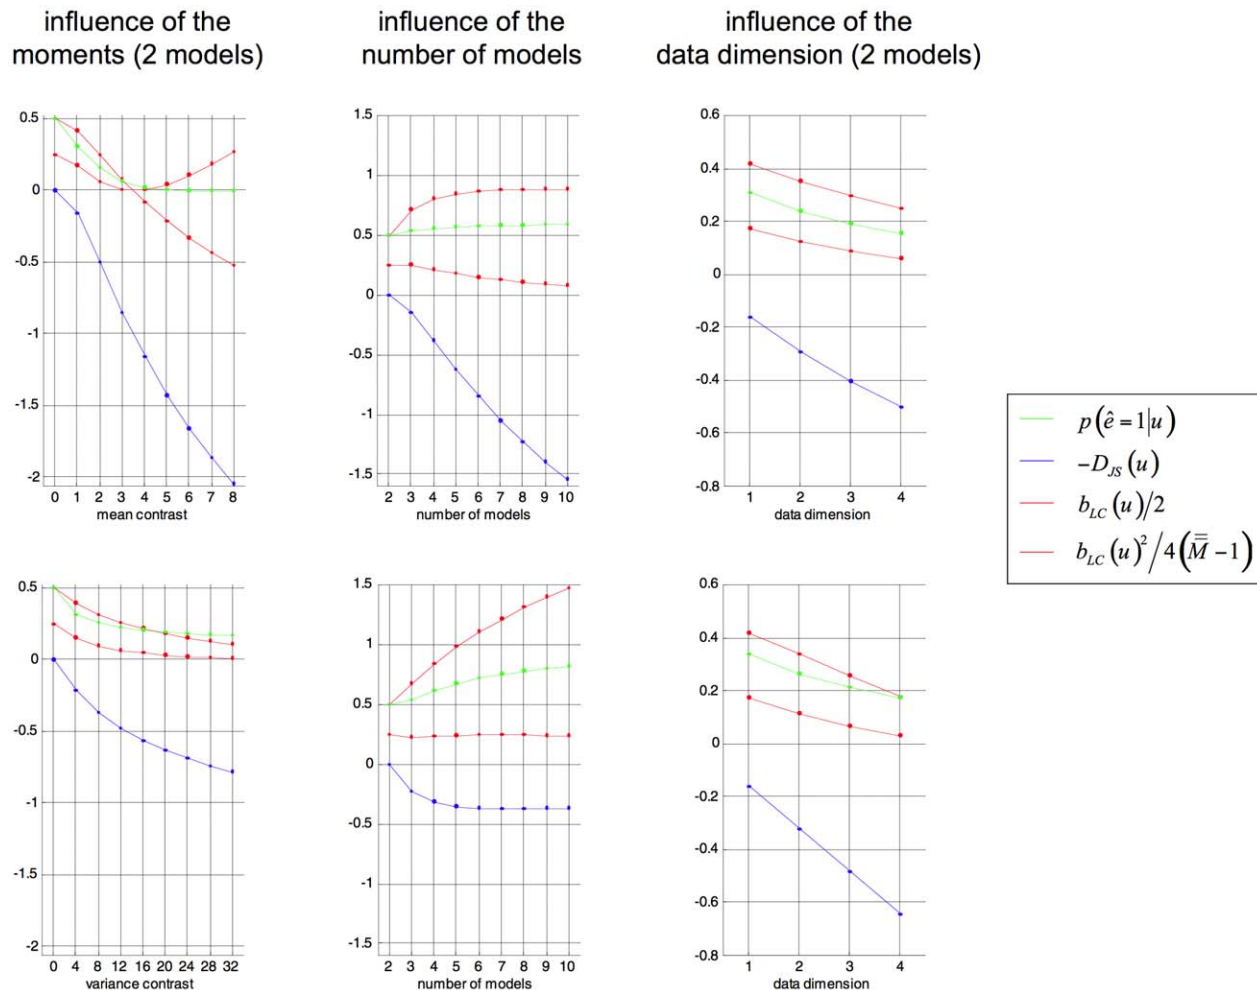 influence of the
moments (2 models)
influence of the
number of models
influence of the
data dimension (2 models)
0.5
0
-0.5
-1
-1.5
-2
0 1 2 3 4 5 6 7 8
mean contrast
1.5
1
0.5
0
-0.5
-1
-1.5
2 3 4 5 6 7 8 9 10
number of models
0.6
0.4
0.2
0
-0.2
-0.4
-0.6
-0.8
1 2 3 4
data dimension
p(ê = 1|u)
-D_JS(u)
b_LC(u)/2
b_LC(u)²/4(M̿ -1)
0.5
0
-0.5
-1
-1.5
-2
0 4 8 12 16 20 24 28 32
variance contrast
1.5
1
0.5
0
-0.5
-1
-1.5
2 3 4 5 6 7 8 9 10
number of models
0.6
0.4
0.2
0
-0.2
-0.4
-0.6
-0.8
1 2 3 4
data dimension